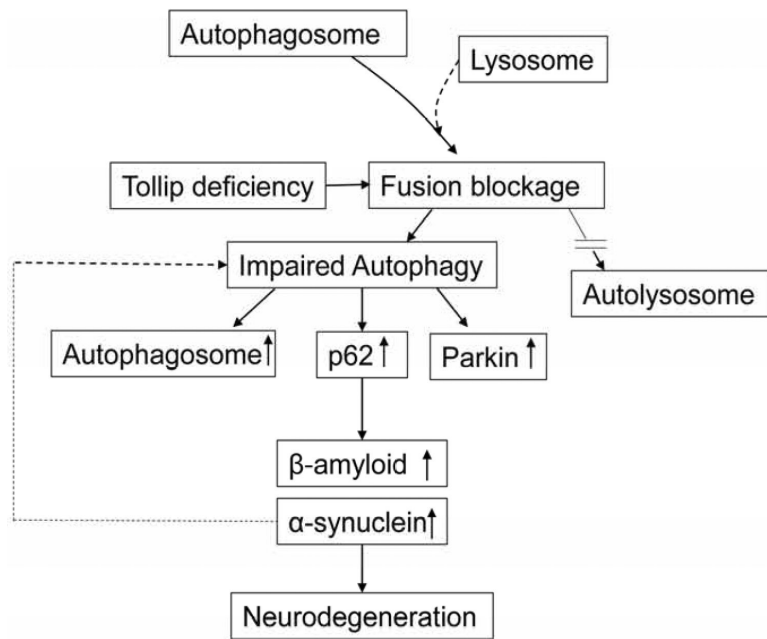 Autophagosome
Lysosome
Tollip deficiency
Fusion blockage
Impaired Autophagy
Autolysosome
Autophagosome↑
p62↑
Parkin↑
β-amyloid ↑
α-synuclein↑
Neurodegeneration